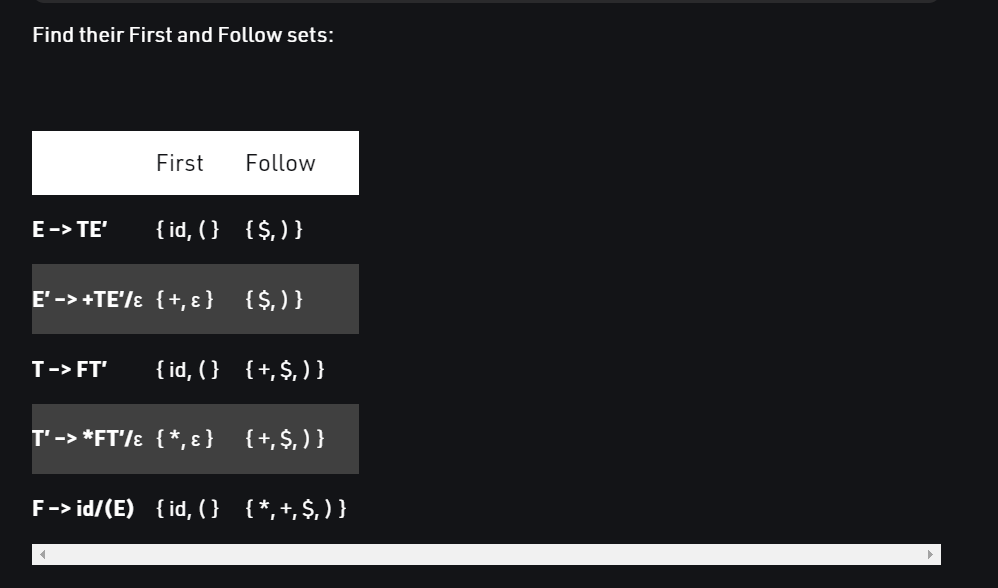 Find their First and Follow sets:
First Follow
E –> TE’ { id, ( } { $, ) }
E’ –> +TE’/ε { +, ε } { $, ) }
T –> FT’ { id, ( } { +, $, ) }
T’ –> *FT’/ε { *, ε } { +, $, ) }
F –> id/(E) { id, ( } { *, +, $, ) }